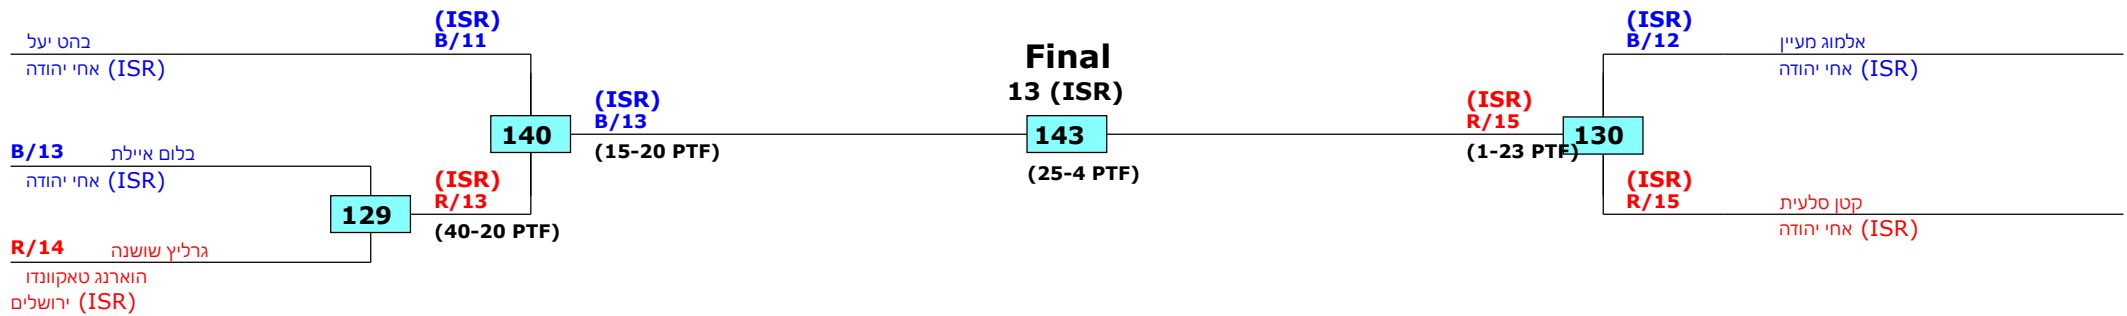 (ISR)
B/11
בהט יעל
אחי יהודה (ISR)
B/13 בלום איילת
אחי יהודה (ISR)
129
R/14 גרליץ שושנה
הוארנג טאקוונדו
ירושלים (ISR)
(ISR)
R/13
(40-20 PTF)
140
(ISR)
B/13
(15-20 PTF)
Final
13 (ISR)
143
(25-4 PTF)
(ISR)
R/15
(1-23 PTF)
130
(ISR)
B/12
אלמוג מעיין
אחי יהודה (ISR)
(ISR)
R/15
קטן סלעית
אחי יהודה (ISR)